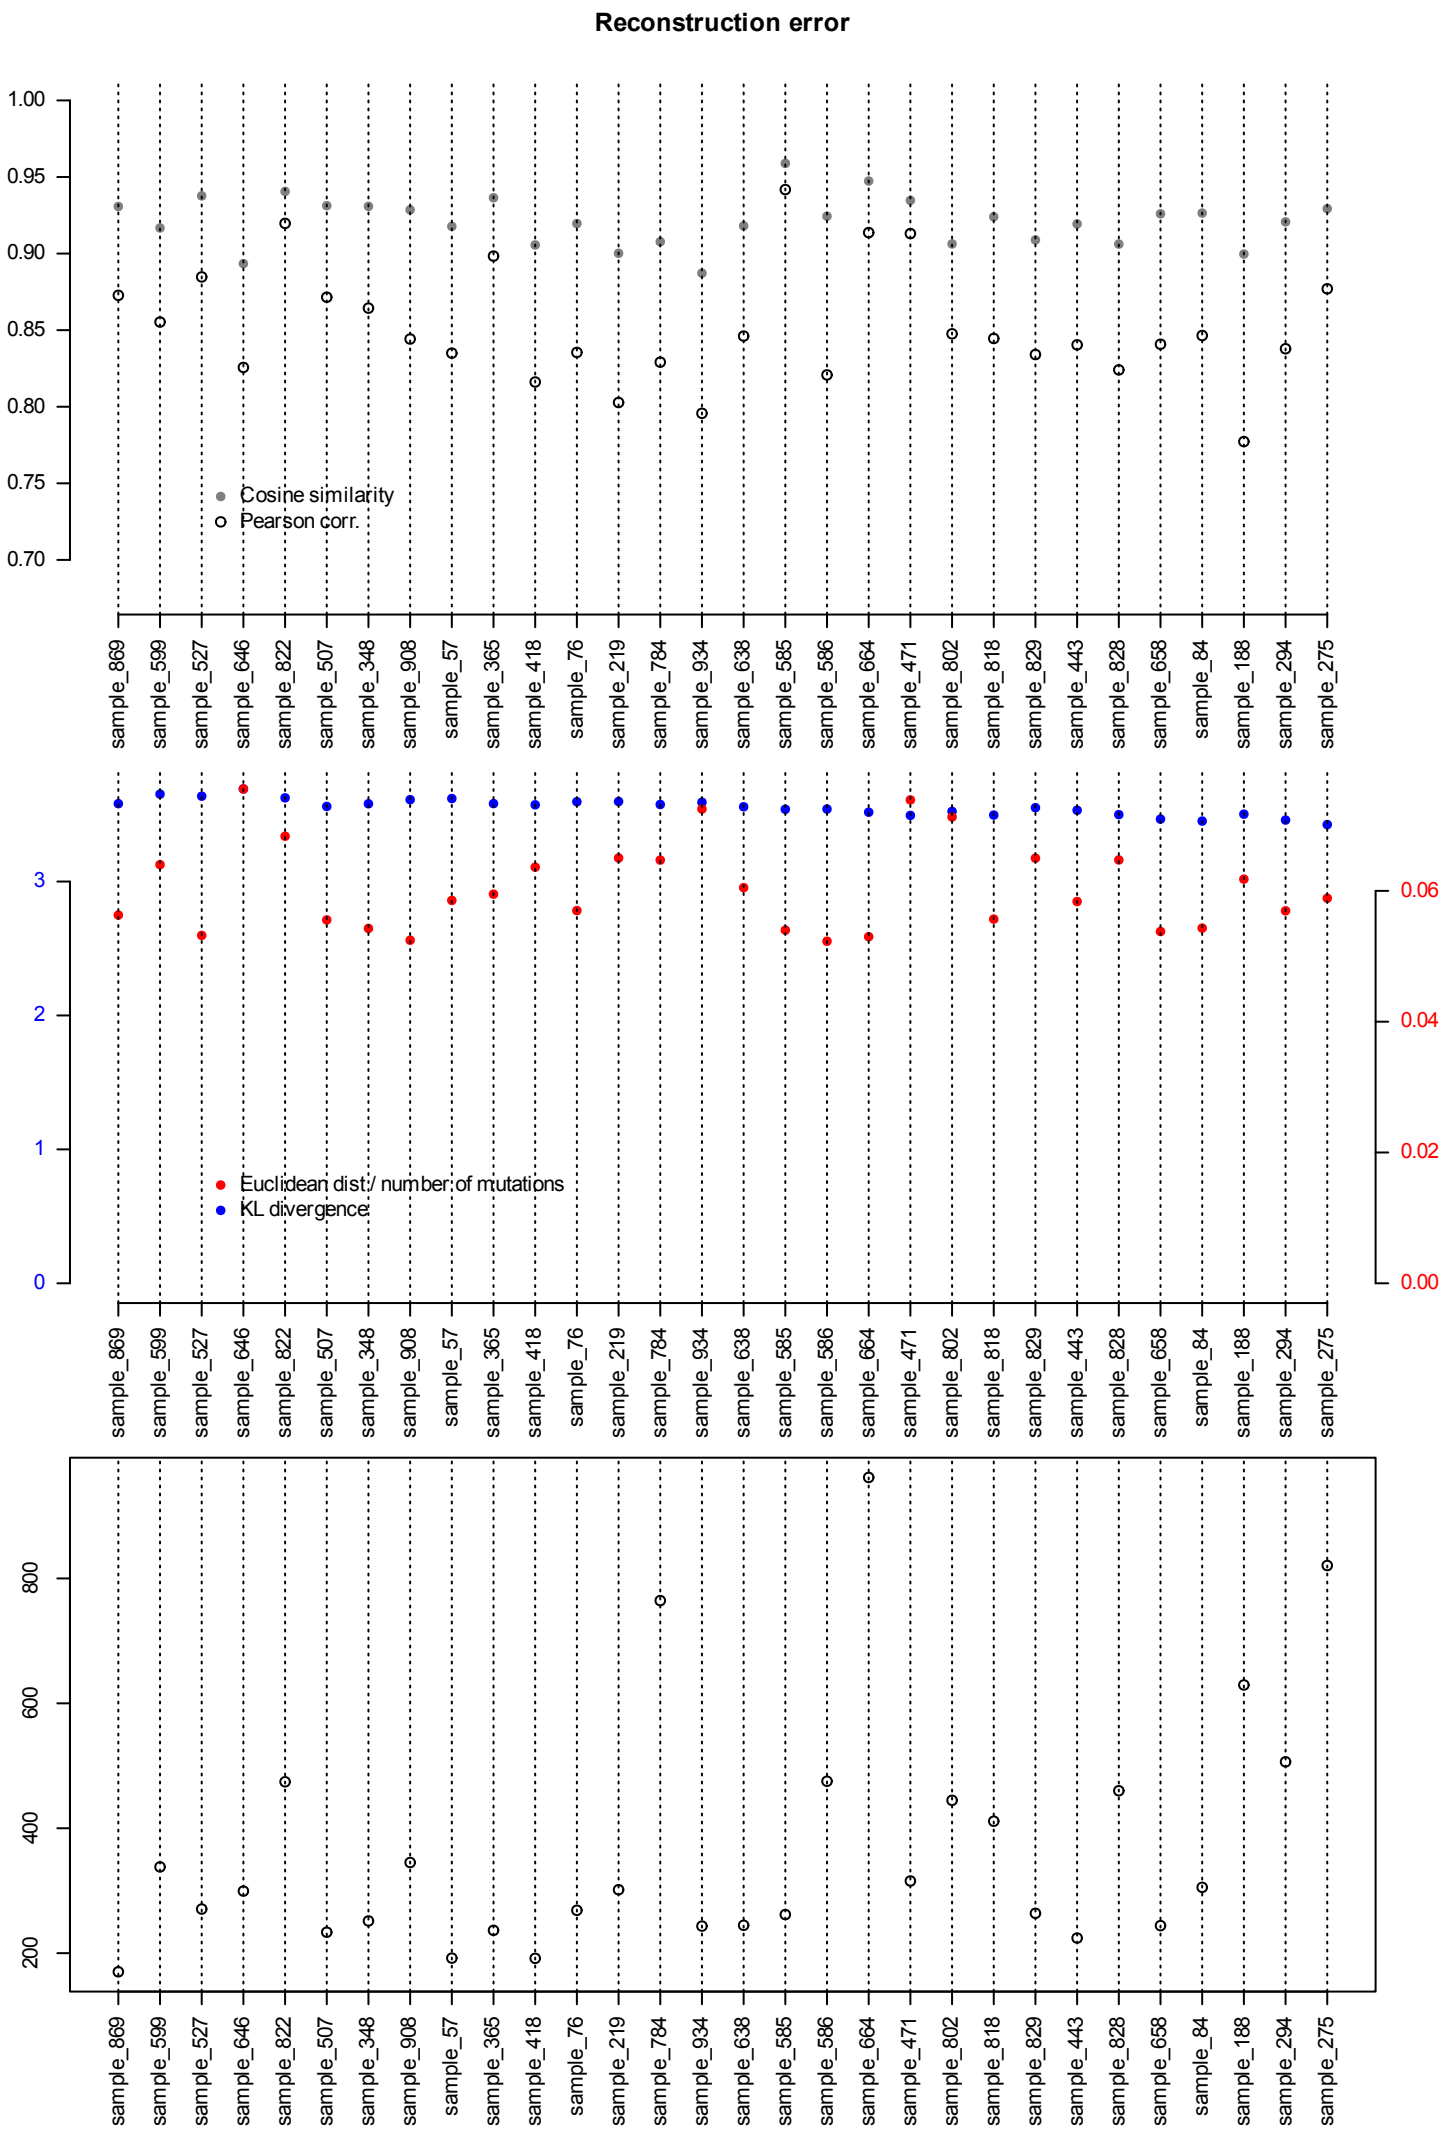 Reconstruction error
1.00
0.95
0.90
0.85
0.80
0.75
0.70
Cosine similarity
Pearson corr.
sample_869
sample_599
sample_527
sample_646
sample_822
sample_507
sample_348
sample_908
sample_57
sample_365
sample_418
sample_76
sample_219
sample_784
sample_934
sample_638
sample_585
sample_586
sample_664
sample_471
sample_802
sample_818
sample_829
sample_443
sample_828
sample_658
sample_84
sample_188
sample_294
sample_275
3
2
1
0
0.06
0.04
0.02
0.00
Euclidean dist./ number of mutations
KL divergence
sample_869
sample_599
sample_527
sample_646
sample_822
sample_507
sample_348
sample_908
sample_57
sample_365
sample_418
sample_76
sample_219
sample_784
sample_934
sample_638
sample_585
sample_586
sample_664
sample_471
sample_802
sample_818
sample_829
sample_443
sample_828
sample_658
sample_84
sample_188
sample_294
sample_275
800
600
400
200
sample_869
sample_599
sample_527
sample_646
sample_822
sample_507
sample_348
sample_908
sample_57
sample_365
sample_418
sample_76
sample_219
sample_784
sample_934
sample_638
sample_585
sample_586
sample_664
sample_471
sample_802
sample_818
sample_829
sample_443
sample_828
sample_658
sample_84
sample_188
sample_294
sample_275